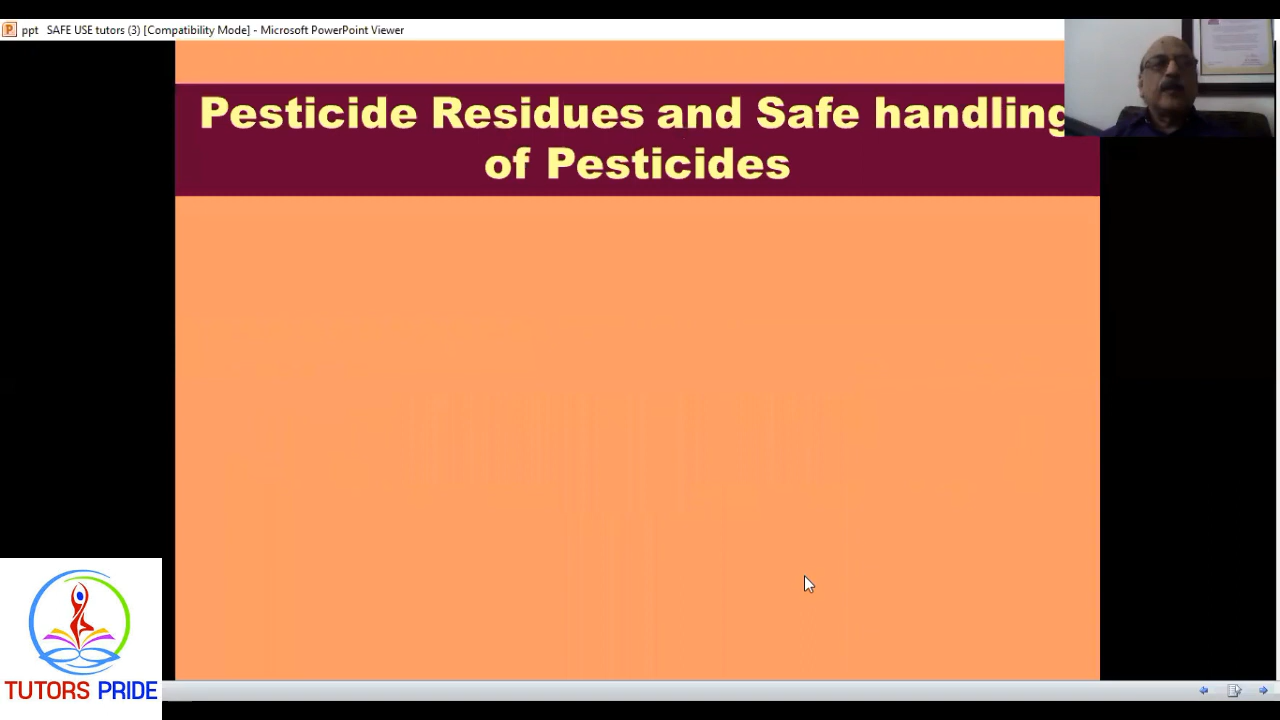 ppt SAFE USE tutors (3) [Compatibility Mode] - Microsoft PowerPoint Viewer
Pesticide Residues and Safe handling
of Pesticides
TUTORS PRIDE